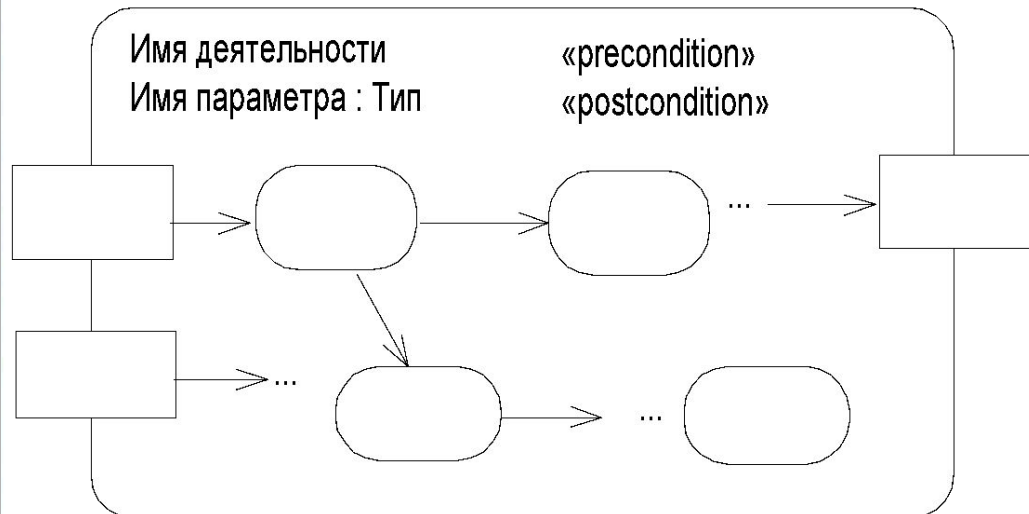 Имя деятельности «precondition»
Имя параметра : Тип «postcondition»
...
...
...